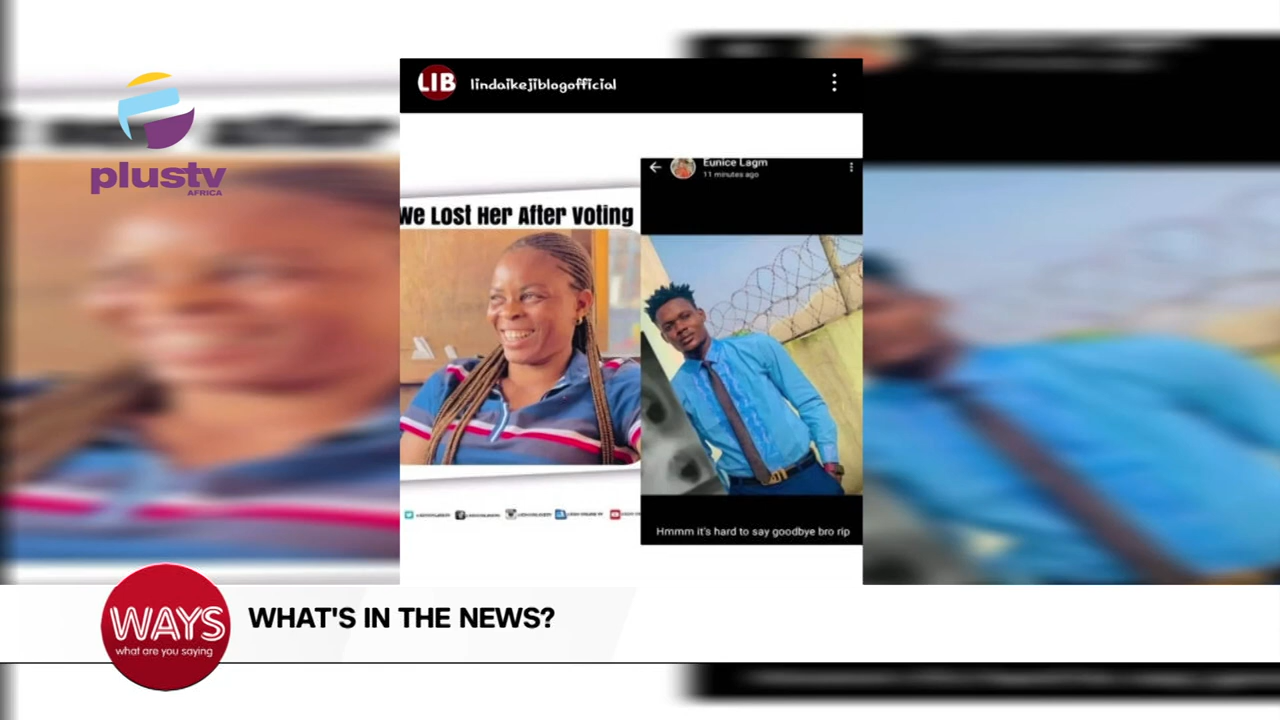 plustv
AFRICA
LIB lindaikejiblogofficial
We Lost Her After Voting
Eunice Lagm
11 minutes ago
Hmmm it's hard to say goodbye bro rip
WAYS
what are you saying
WHAT'S IN THE NEWS?